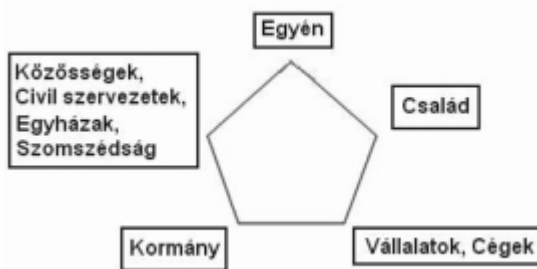 Egyén
Közösségek,
Civil szervezetek,
Egyházak,
Szomszédság
Család
Kormány
Vállalatok, Cégek